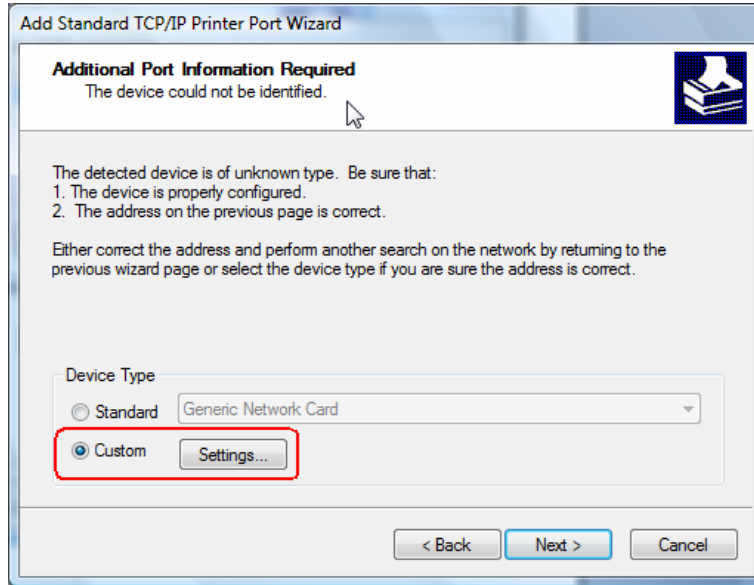 Add Standard TCP/IP Printer Port Wizard
Additional Port Information Required
The device could not be identified.
The detected device is of unknown type.  Be sure that:
1. The device is properly configured.
2.  The address on the previous page is correct.
Either correct the address and perform another search on the network by returning to the
previous wizard page or select the device type if you are sure the address is correct.
Device Type
Standard
Generic Network Card
Custom
Settings...
< Back
Next >
Cancel